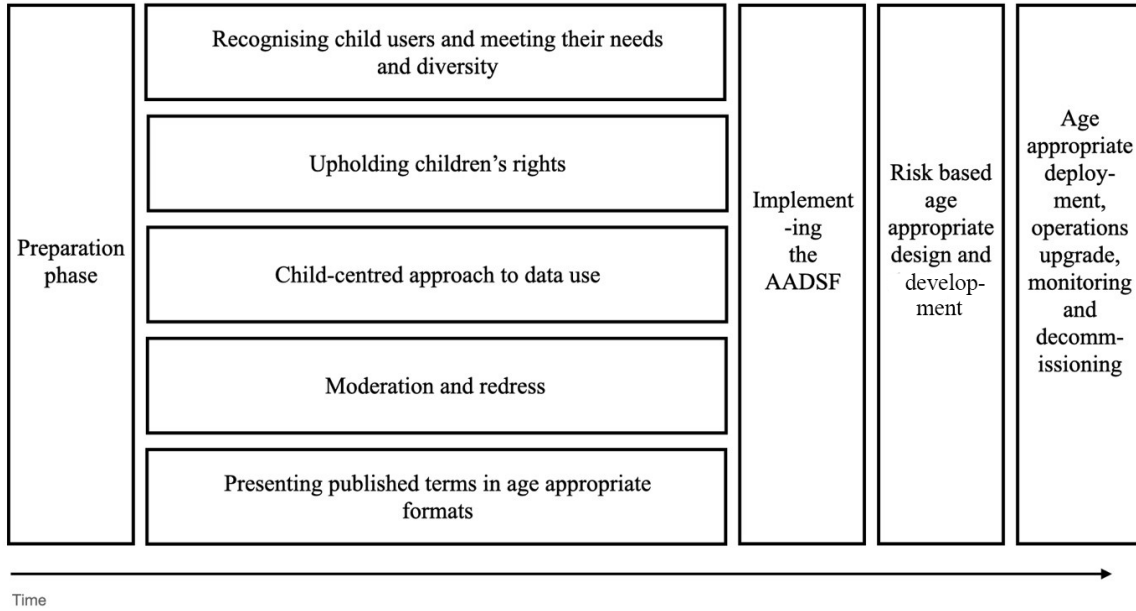 Preparation
phase
Recognising child users and meeting their needs
and diversity
Upholding children’s rights
Child-centred approach to data use
Moderation and redress
Presenting published terms in age appropriate
formats
Implement
-ing
the
AADSF
Risk based
age
appropriate
design and
develop-
ment
Age
appropriate
deploy-
ment,
operations
upgrade,
monitoring
and
decomm-
issioning
Time